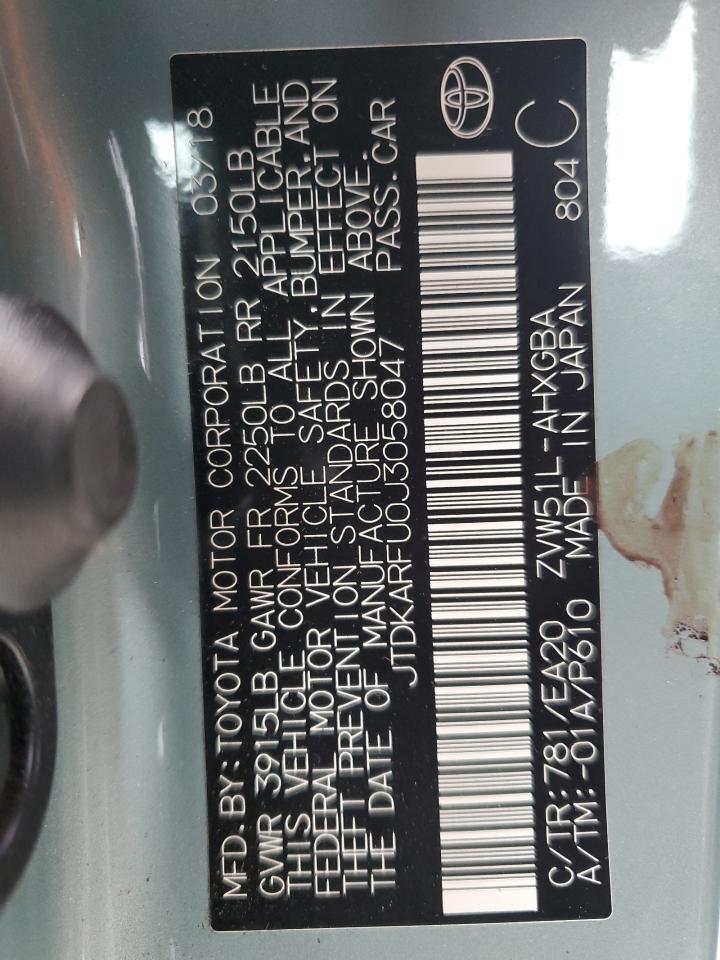 MFD.BY:TOYOTA MOTOR CORPORATION 03/18
GVWR 3915LB GAWR FR 2250LB RR 2150LB
THIS VEHICLE CONFORMS TO ALL APPLICABLE
FEDERAL MOTOR VEHICLE SAFETY,BUMPER,AND
THEFT PREVENTION STANDARDS IN EFFECT ON
THE DATE OF MANUFACTURE SHOWN ABOVE.
JTDKARFU0J3058047 PASS.CAR
C/TR:781/EA20 ZVW51L-AHXGBA
A/TM:-01A/P610 MADE IN JAPAN 804 C